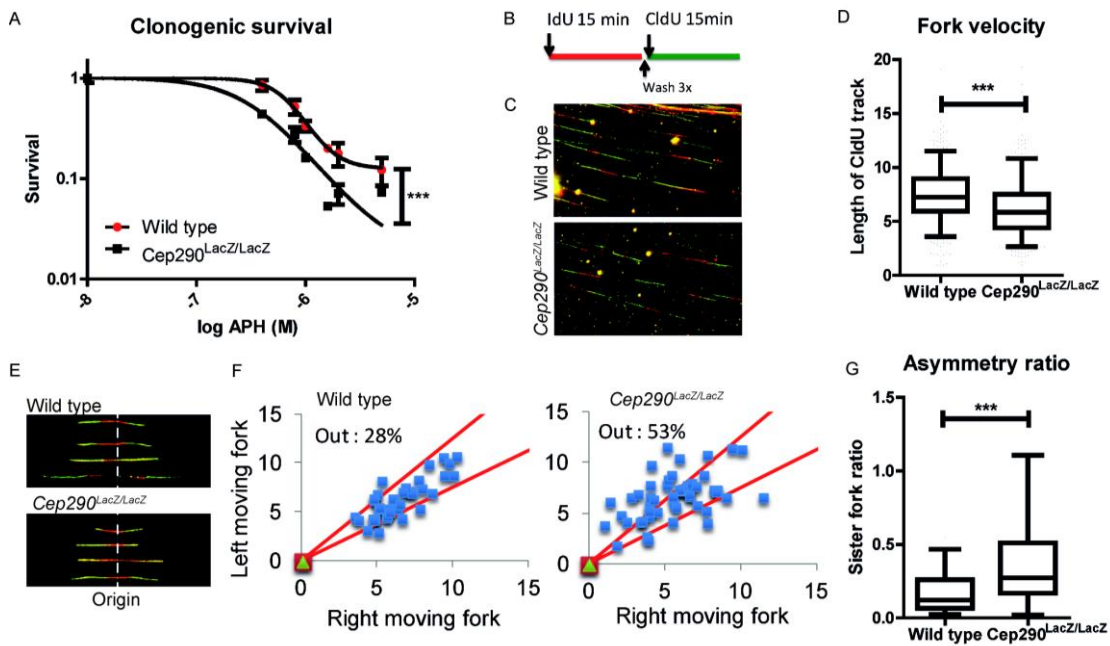 A
Clonogenic survival
Survival
1
0.1
0.01
***
Wild type
Cep290LacZ/LacZ
-8
-7
-6
-5
log APH (M)
B
IdU 15 min
CldU 15min
Wash 3x
C
Wild type
Cep290LacZ/LacZ
D
Fork velocity
Length of CldU track
20
15
10
5
0
***
Wild type Cep290LacZ/LacZ
E
Wild type
Cep290LacZ/LacZ
Origin
F
Left moving fork
Wild type
Out : 28%
15
10
5
0
0
5
10
15
Right moving fork
Cep290LacZ/LacZ
Out : 53%
15
10
5
0
0
5
10
15
Right moving fork
G
Asymmetry ratio
Sister fork ratio
1.5
1.0
0.5
0.0
***
Wild type Cep290LacZ/LacZ